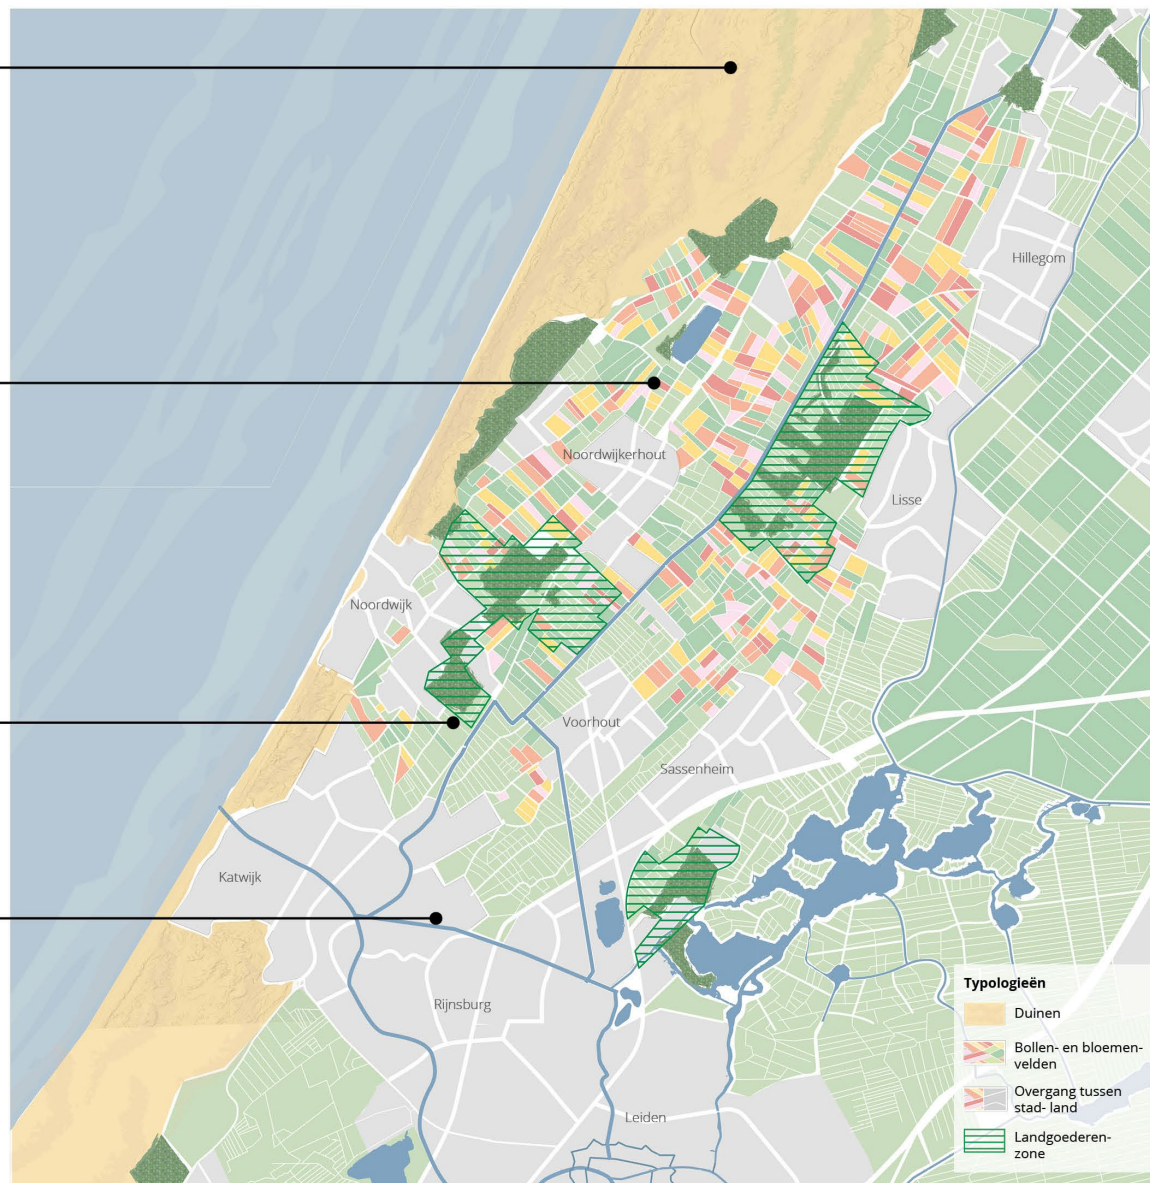 Hillegom
Noordwijkerhout
Lisse
Noordwijk
Voorhout
Sassenheim
Katwijk
Rijnsburg
Leiden
Typologieën
Duinen
Bollen- en bloemen-
velden
Overgang tussen
stad- land
Landgoederen-
zone